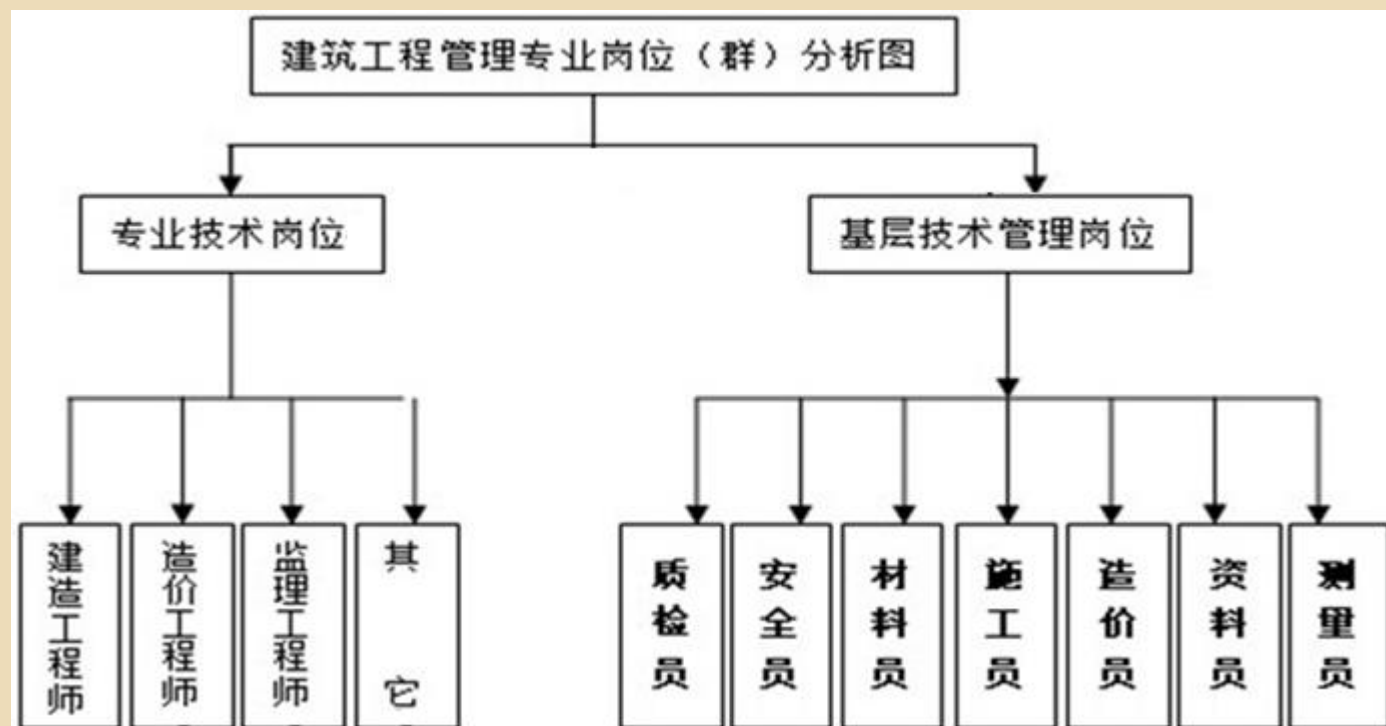 建筑工程管理专业岗位（群）分析图
专业技术岗位
基层技术管理岗位
建造工程师
造价工程师
监理工程师
其它
质检员
安全员
材料员
施工员
造价员
资料员
测量员